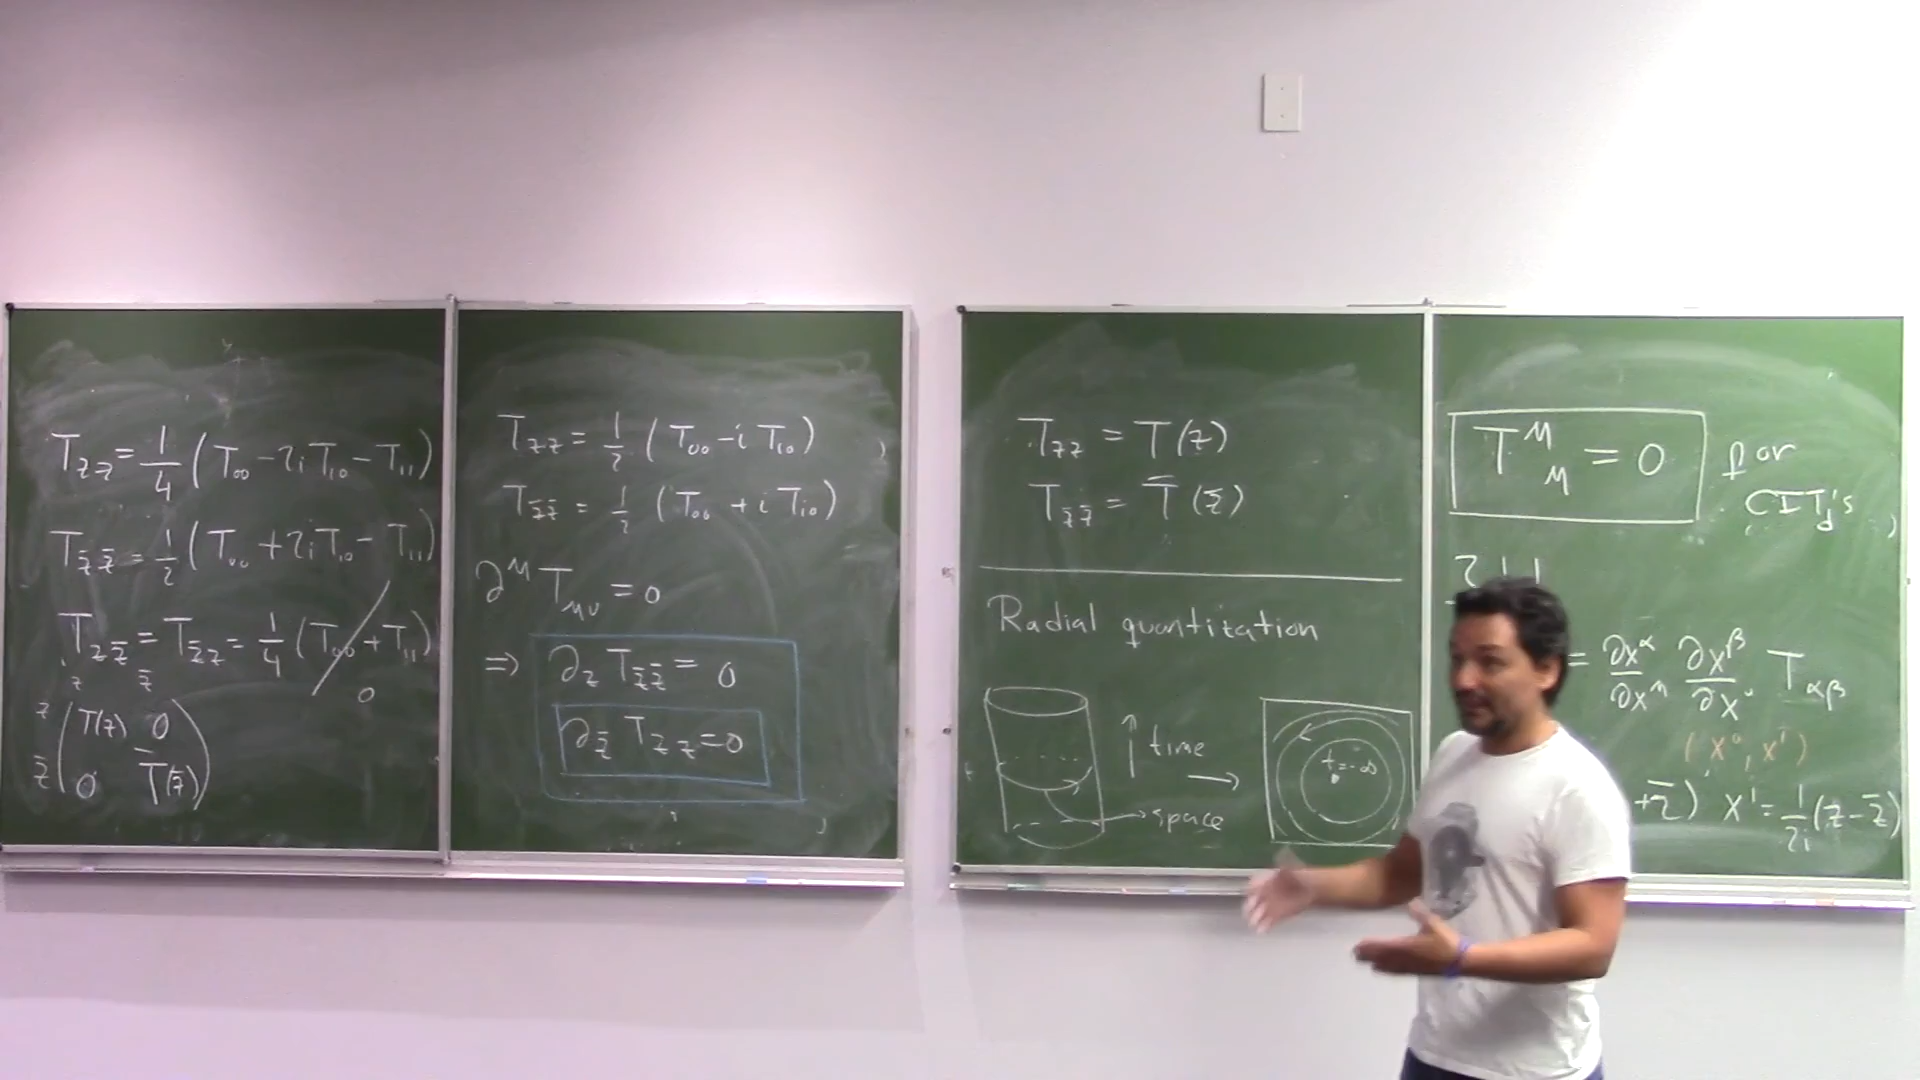 T_{zz} = 1/4 (T_{00} - 2i T_{10} - T_{11})
T_{z̄z̄} = 1/2 (T_{00} + 2i T_{10} - T_{11})
T_{zz̄} = T_{z̄z} = 1/4 (T_{00} + T_{11})
0
z z̄
z ( T(z) 0 )
z̄ ( 0 T̄(z̄) )
T_{zz} = 1/2 (T_{00} - i T_{10})
T_{z̄z̄} = 1/2 (T_{00} + i T_{10})
∂^μ T_{μν} = 0
⇒ ∂_z T_{z̄z̄} = 0
∂_{z̄} T_{zz} = 0
T_{zz} = T(z)
T_{z̄z̄} = T̄(z̄)
Radial quantization
↑ time →
→ space
t=-∞
T^μ_μ = 0 for
CFT_d's
= ∂x^α/∂x^μ ∂x^β/∂x^ν T_{αβ}
(x^0, x^1)
+z̄) x^1 = 1/2i (z - z̄)